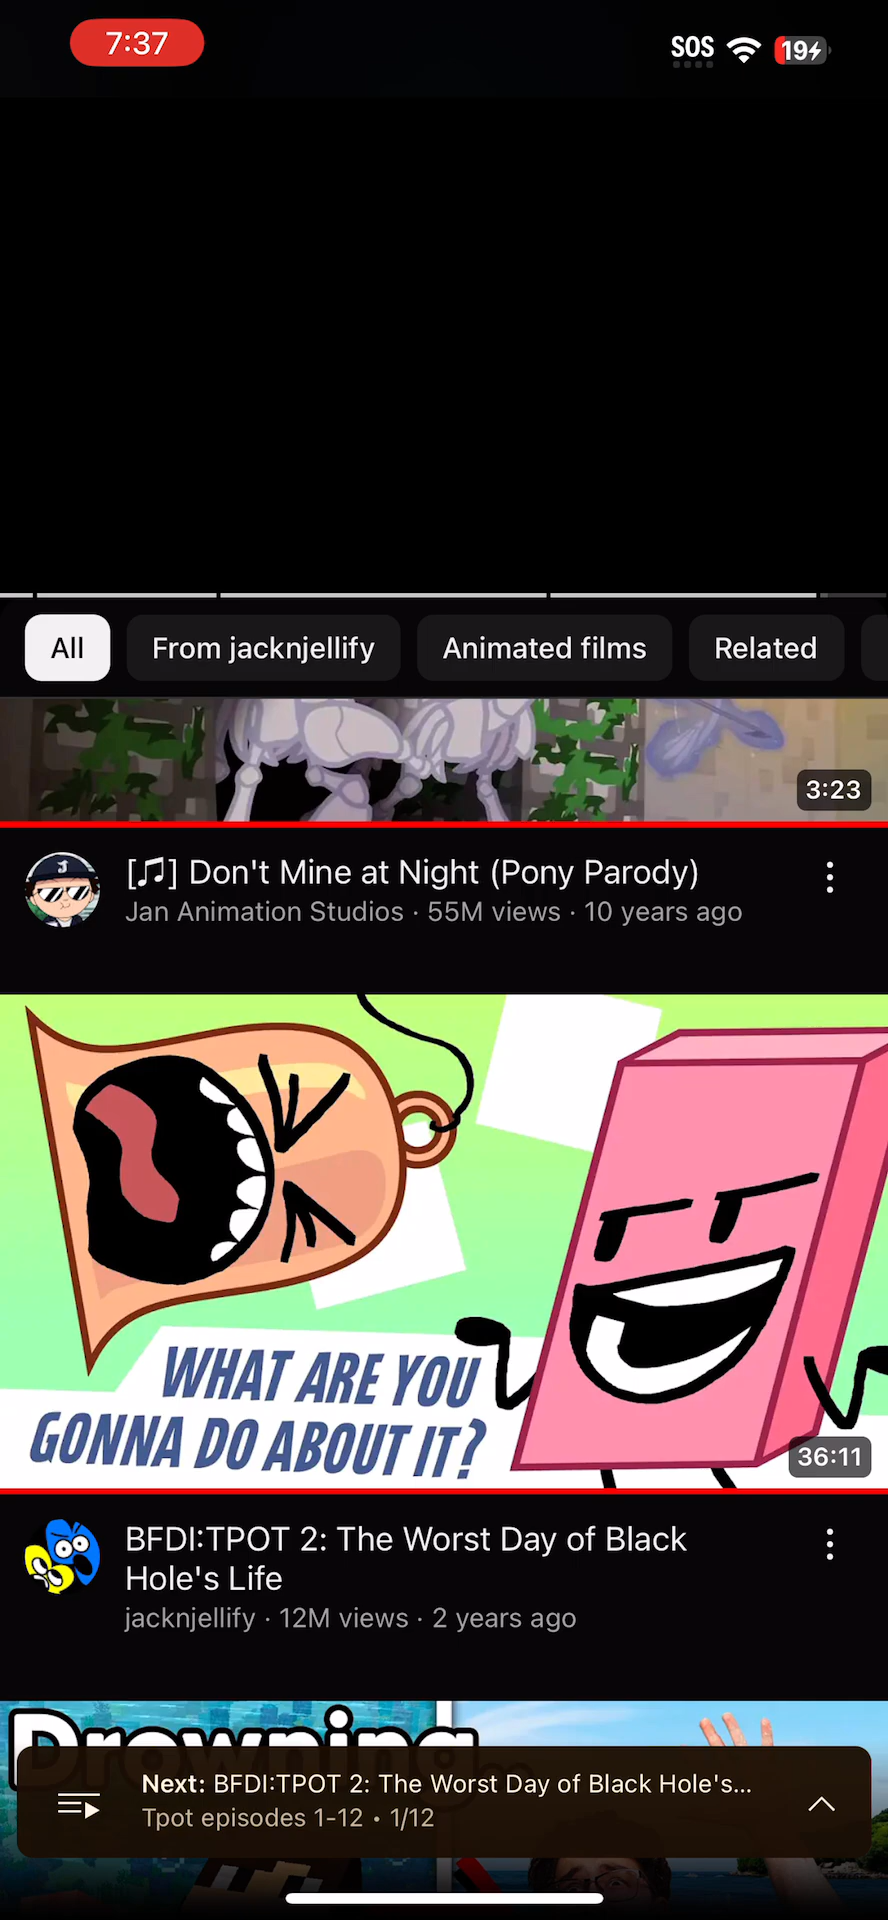 7:37
SOS
19
All
From jacknjellify
Animated films
Related
3:23
[♫] Don't Mine at Night (Pony Parody)
Jan Animation Studios · 55M views · 10 years ago
WHAT ARE YOU
GONNA DO ABOUT IT?
36:11
BFDI:TPOT 2: The Worst Day of Black
Hole's Life
jacknjellify · 12M views · 2 years ago
Drowning
Next: BFDI:TPOT 2: The Worst Day of Black Hole's...
Tpot episodes 1-12 • 1/12